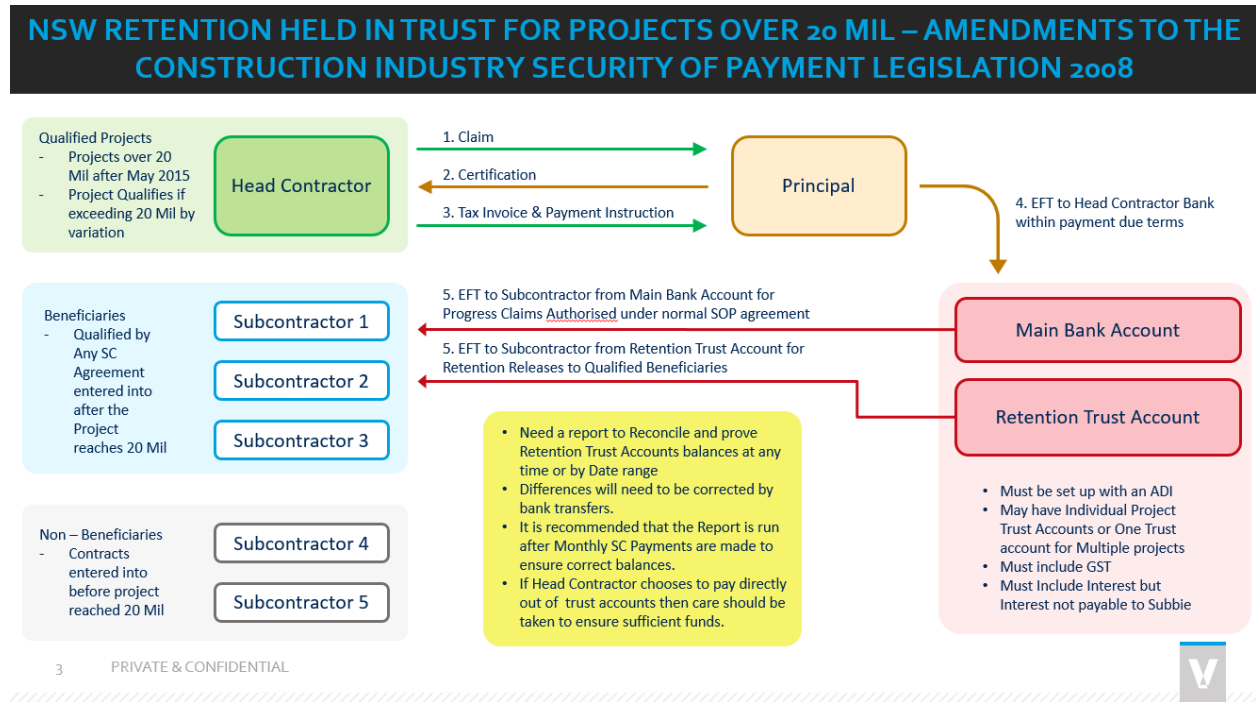 NSW RETENTION HELD IN TRUST FOR PROJECTS OVER 20 MIL – AMENDMENTS TO THE
CONSTRUCTION INDUSTRY SECURITY OF PAYMENT LEGISLATION 2008
Qualified Projects
- Projects over 20
Mil after May 2015
- Project Qualifies if
exceeding 20 Mil by
variation
Head Contractor
1. Claim
2. Certification
3. Tax Invoice & Payment Instruction
Principal
4. EFT to Head Contractor Bank
within payment due terms
Beneficiaries
- Qualified by
Any SC
Agreement
entered into
after the
Project
reaches 20 Mil
Subcontractor 1
Subcontractor 2
Subcontractor 3
5. EFT to Subcontractor from Main Bank Account for
Progress Claims Authorised under normal SOP agreement
5. EFT to Subcontractor from Retention Trust Account for
Retention Releases to Qualified Beneficiaries
Main Bank Account
Retention Trust Account
• Must be set up with an ADI
• May have Individual Project
Trust Accounts or One Trust
account for Multiple projects
• Must include GST
• Must Include Interest but
Interest not payable to Subbie
• Need a report to Reconcile and prove
Retention Trust Accounts balances at any
time or by Date range
• Differences will need to be corrected by
bank transfers.
• It is recommended that the Report is run
after Monthly SC Payments are made to
ensure correct balances.
• If Head Contractor chooses to pay directly
out of trust accounts then care should be
taken to ensure sufficient funds.
Non – Beneficiaries
- Contracts
entered into
before project
reached 20 Mil
Subcontractor 4
Subcontractor 5
3 PRIVATE & CONFIDENTIAL